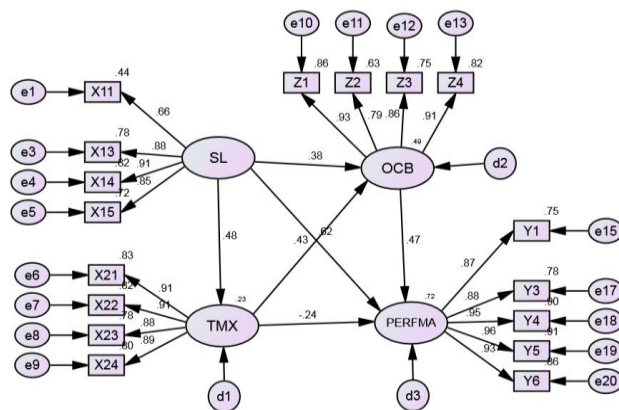 e10 e11 e12 e13
.86 .63 .75 .82
Z1 Z2 Z3 Z4
.44
e1 X11
.66
.93 .79 .86 .91
.78
e3 X13 .88
.82
e4 X14 .91
.85
.72
e5 X15
SL
.38
.49
OCB
d2
.48
.43 .62
.47
.75
Y1 e15
.87
.83
e6 X21
.91
.82
e7 X22
.91
.78
e8 X23 .88
.80
e9 X24 .89
.23
TMX
-.24
.72
PERFMA
.78
.88 Y3 e17
.90
.95 Y4 e18
.91
.96 Y5 e19
.86
.93 Y6 e20
d1
d3